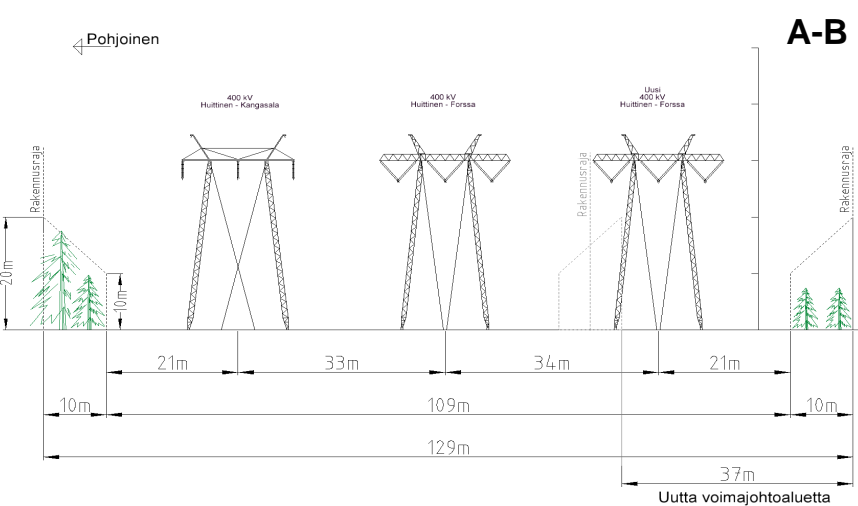 A-B
Pohjoinen
400 kV
Huittinen - Kangasala
400 kV
Huittinen - Forssa
Uusi
400 kV
Huittinen - Forssa
Rakennusraja
Rakennusraja
Rakennusraja
20m
10m
21m
33m
34m
21m
10m
109m
10m
129m
37m
Uutta voimajohtoaluetta